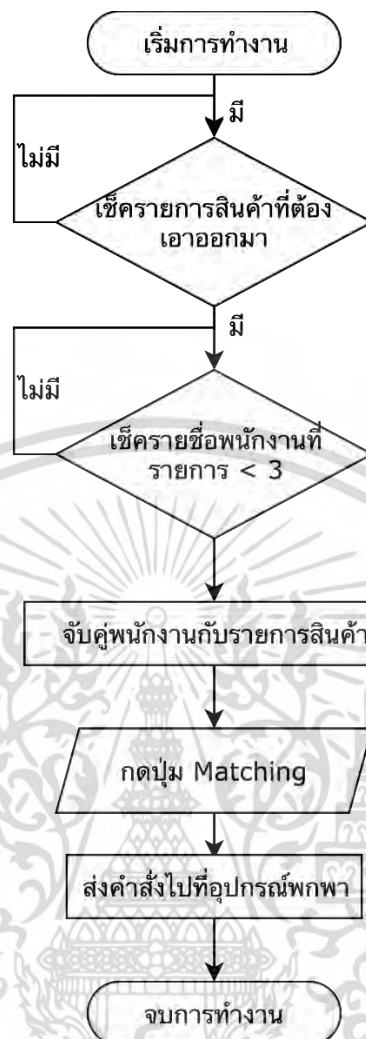 เริ่มการทำงาน
มี
ไม่มี
เช็ครายการสินค้าที่ต้อง
เอาออกมา
มี
ไม่มี
เช็ครายชื่อพนักงานที่
รายการ < 3
จับคู่พนักงานกับรายการสินค้า
กดปุ่ม Matching
ส่งคำสั่งไปที่อุปกรณ์พกพา
จบการทำงาน